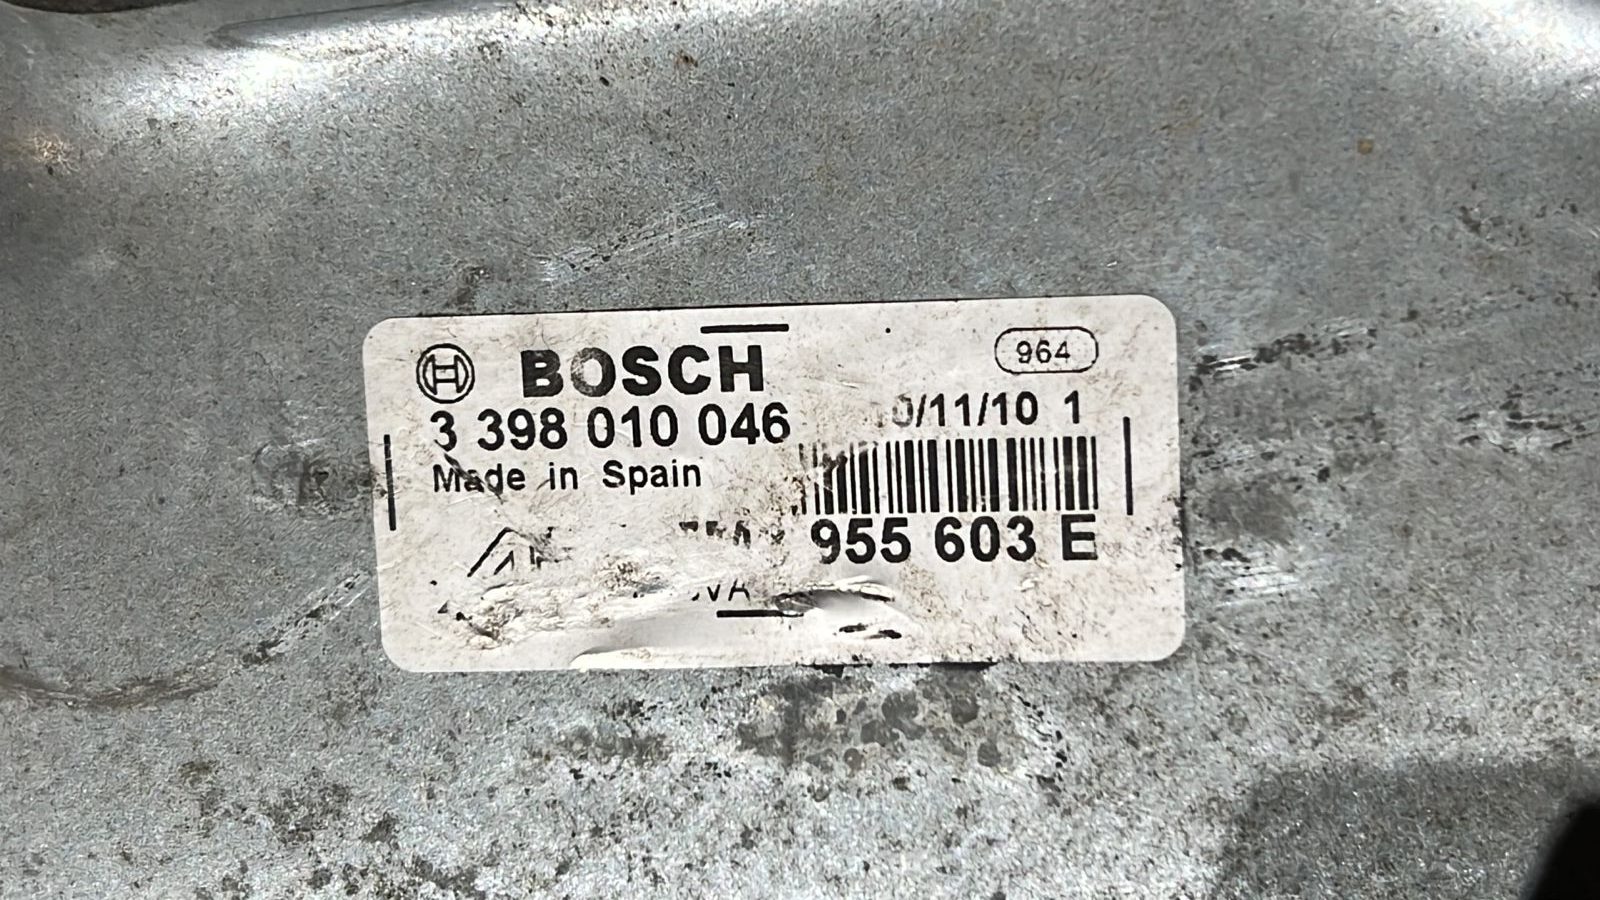 BOSCH
964
3 398 010 046
/11/10 1
Made in Spain
955 603 E